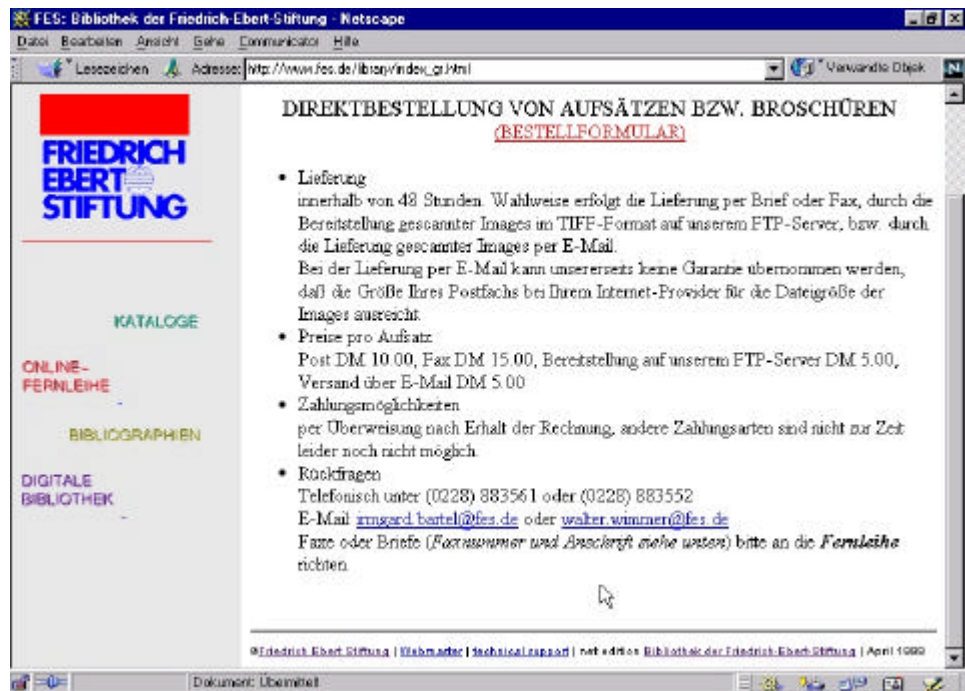 FES: Bibliothek der Friedrich-Ebert-Stiftung - Netscape
Datei Bearbeiten Ansicht Gehe Communicator Hilfe
Lesezeichen Adresse: http://www.fes.de/library/index_gr.html Verwandte Objek
FRIEDRICH
EBERT
STIFTUNG
KATALOGE
ONLINE-
FERNLEIHE
BIBLIOGRAPHIEN
DIGITALE
BIBLIOTHEK
DIREKTBESTELLUNG VON AUFSÄTZEN BZW. BROSCHÜREN
(BESTELLFORMULAR)
• Lieferung
innerhalb von 48 Stunden. Wahlweise erfolgt die Lieferung per Brief oder Fax, durch die
Bereitstellung gescannter Images im TIFF-Format auf unserem FTP-Server, bzw. durch
die Lieferung gescannter Images per E-Mail.
Bei der Lieferung per E-Mail kann unsererseits keine Garantie übernommen werden,
daß die Größe Ihres Postfachs bei Ihrem Internet-Provider für die Dateigröße der
Images ausreicht.
• Preise pro Aufsatz
Post DM 10.00, Fax DM 15.00, Bereitstellung auf unserem FTP-Server DM 5.00,
Versand über E-Mail DM 5.00
• Zahlungsmöglichkeiten
per Überweisung nach Erhalt der Rechnung, andere Zahlungsarten sind nicht zur Zeit
leider noch nicht möglich.
• Rückfragen
Telefonisch unter (0228) 883561 oder (0228) 883552
E-Mail irmgard.bartel@fes.de oder walter.wimmer@fes.de
Faxe oder Briefe (Faxnummer und Anschrift siehe unten) bitte an die Fernleihe
richten.
©Friedrich Ebert Stiftung | Webmaster | technical support | net edition Bibliothek der Friedrich-Ebert-Stiftung | April 1999
Dokument: Übermittelt